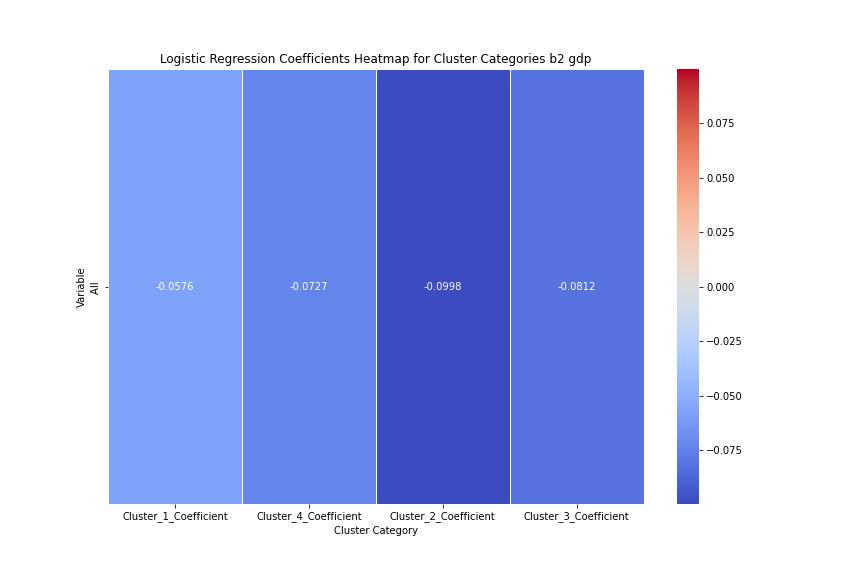 Logistic Regression Coefficients Heatmap for Cluster Categories b2 gdp
Variable
All
-0.0576
-0.0727
-0.0998
-0.0812
Cluster_1_Coefficient
Cluster_4_Coefficient
Cluster_2_Coefficient
Cluster_3_Coefficient
Cluster Category
0.075
0.050
0.025
0.000
−0.025
−0.050
−0.075